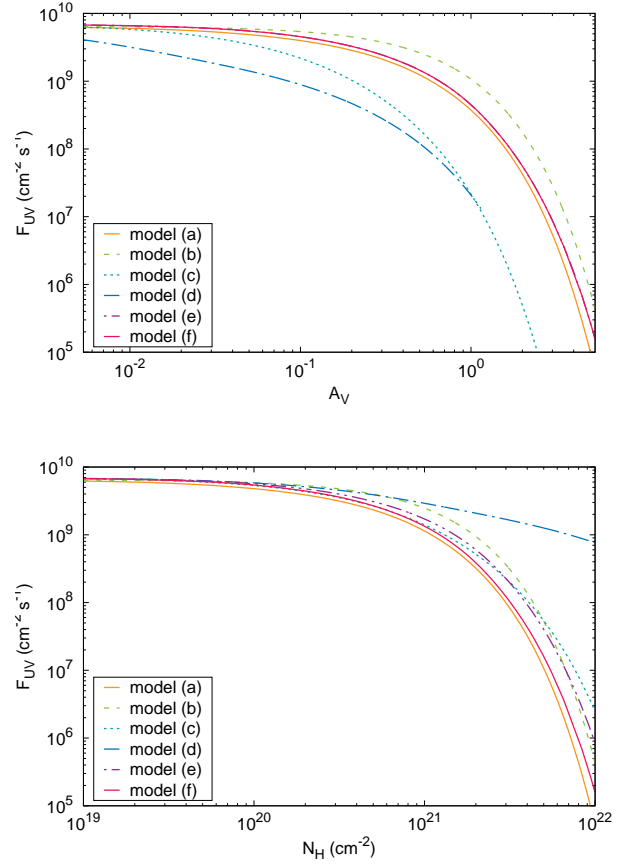 10^10
10^9
10^8
10^7
10^6
10^5
F_UV (cm^-2 s^-1)
model (a)
model (b)
model (c)
model (d)
model (e)
model (f)
10^-2 10^-1 10^0
A_V
10^10
10^9
10^8
10^7
10^6
10^5
F_UV (cm^-2 s^-1)
model (a)
model (b)
model (c)
model (d)
model (e)
model (f)
10^19 10^20 10^21 10^22
N_H (cm^-2)